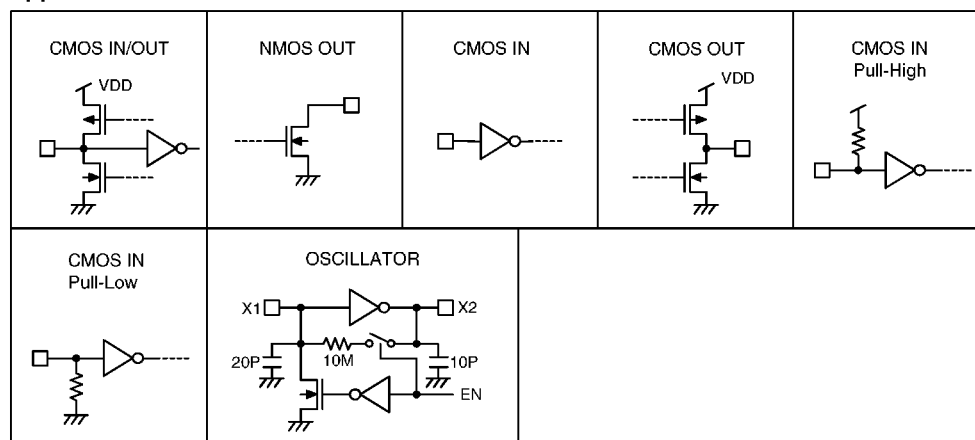 CMOS IN/OUT
VDD
NMOS OUT
CMOS IN
CMOS OUT
VDD
CMOS IN
Pull-High
CMOS IN
Pull-Low
OSCILLATOR
X1
X2
20P
10M
10P
EN